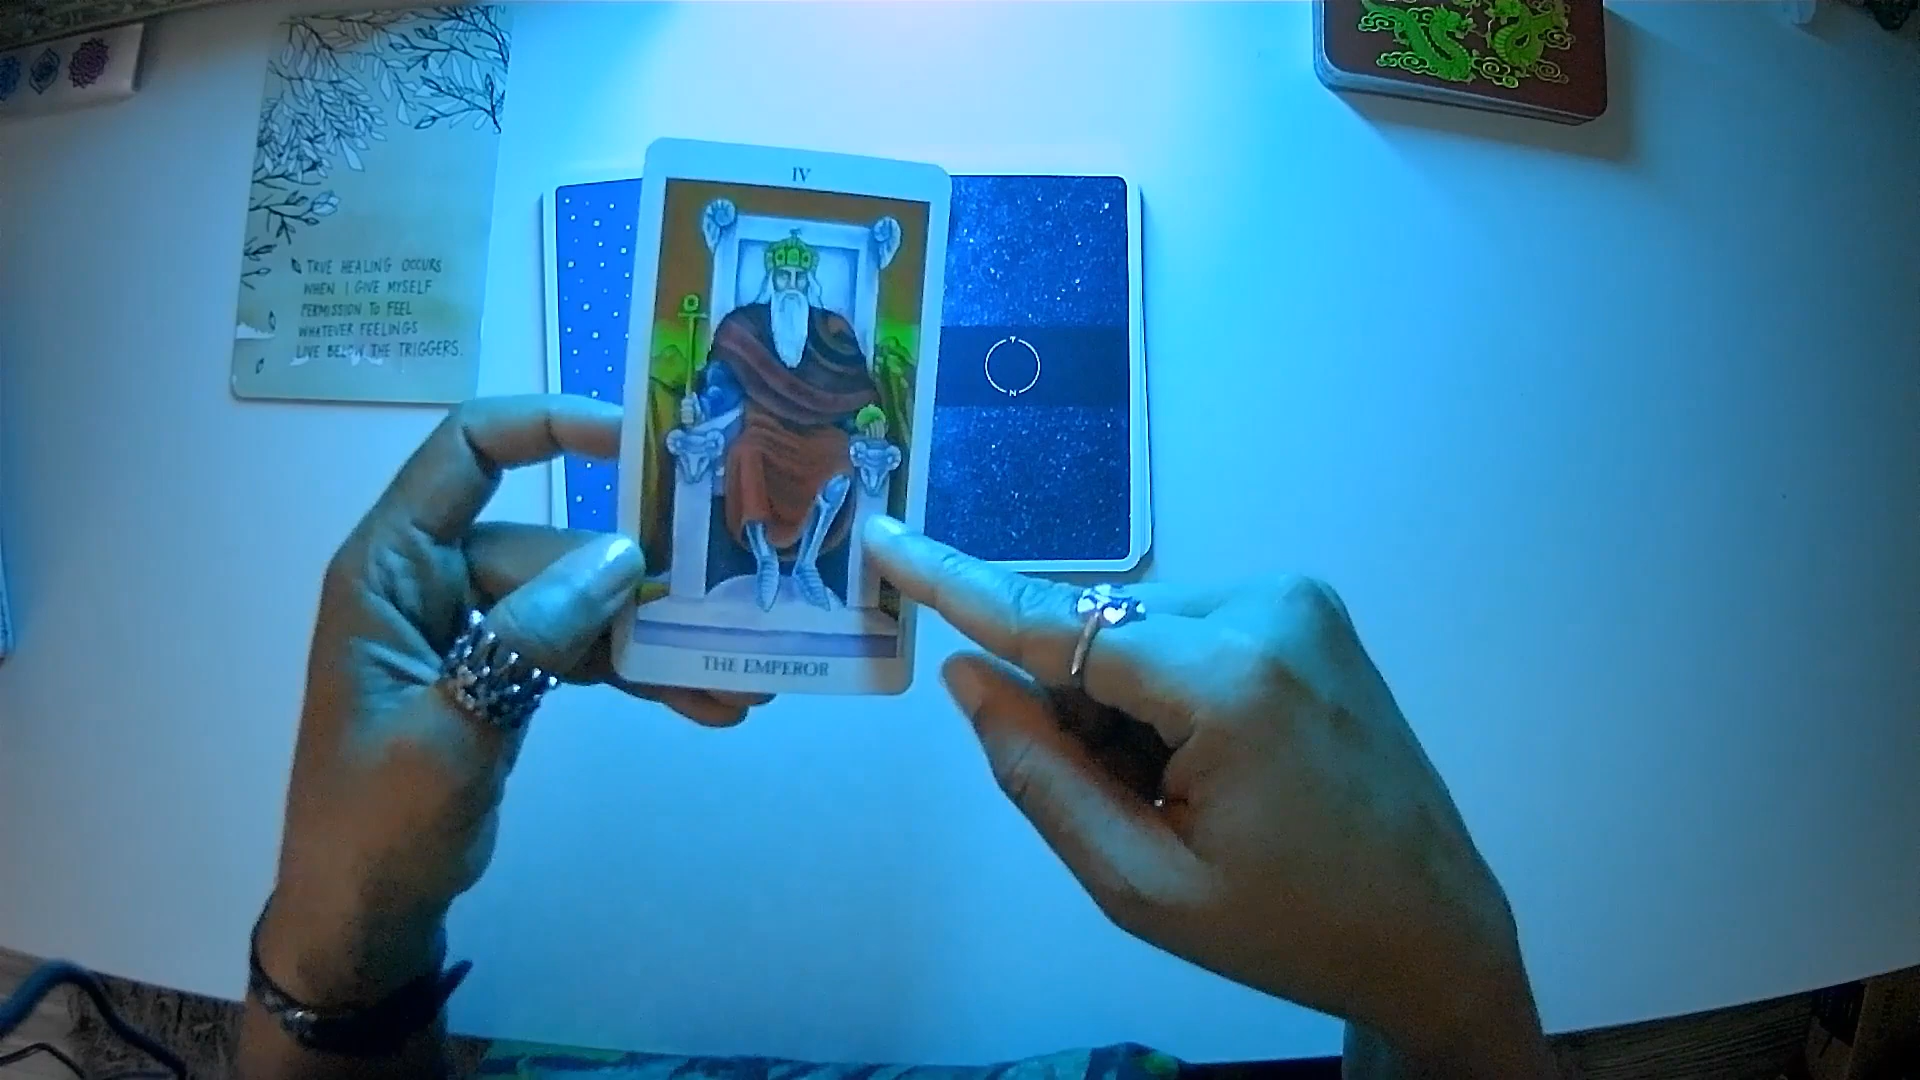 TRUE HEALING OCCURS
WHEN I GIVE MYSELF
PERMISSION TO FEEL
WHATEVER FEELINGS
LIVE BELOW THE TRIGGERS.
IV
THE EMPEROR
N